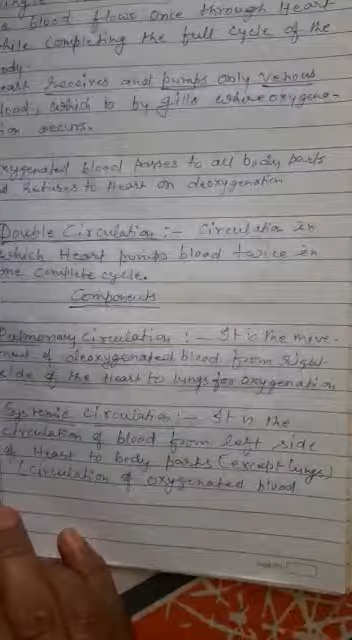 blood flows once through Heart
while completing the full cycle of the
body.
Heart receives and pumps only venous
blood, which to by gills where oxygena-
tion occurs.
oxygenated blood passes to all body parts
& returns to Heart on deoxygenation
Double Circulation :- Circulation in
which Heart pumps blood twice in
one complete cycle.
Components
Pulmonary Circulation :- It is the move-
ment of deoxygenated blood from right
side of the Heart to lungs for oxygenation
Systemic Circulation :- It is the
circulation of blood from left side
of Heart to body parts (except lungs)
(Circulation of oxygenated blood